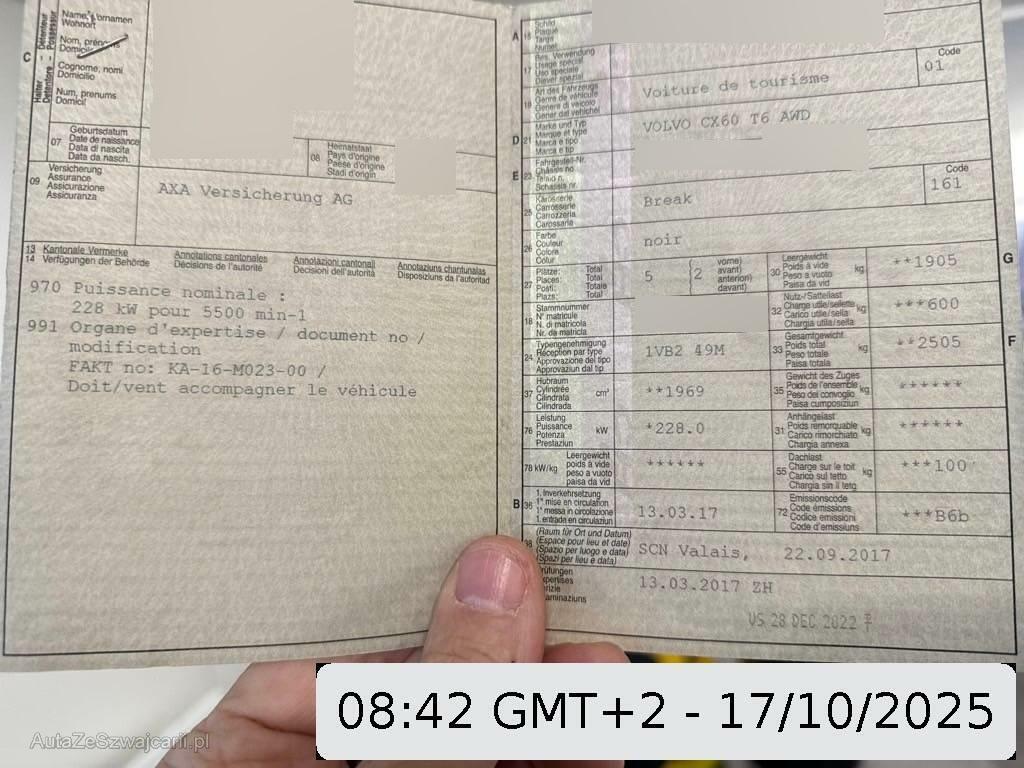 C
Halter - Détenteur
Detentore - Possessur
Name, Vornamen
Wohnort
Nom, prénoms
Domicile
Cognome, nomi
Domicilio
Num, prenums
Domicil
07
Geburtsdatum
Date de naissance
Data di nascita
Data da nasch.
08
Heimatstaat
Pays d'origine
Paese d'origine
Stadi d'origin
09
Versicherung
Assurance
Assicurazione
Assicuranza
AXA Versicherung AG
13 Kantonale Vermerke
14 Verfügungen der Behörde
Annotations cantonales
Décisions de l'autorité
Annotazioni cantonali
Decisioni dell'autorità
Annotaziuns chantunalas
Disposiziuns da l'autoritad
970 Puissance nominale :
228 kW pour 5500 min-1
991 Organe d'expertise / document no /
modification
FAKT no: KA-16-M023-00 /
Doit/vent accompagner le véhicule
A
Schild
Plaque
Targa
Numer
17
Bes. Verwendung
Usage spécial
Uso speciale
Diever spezial
Art des Fahrzeugs
Genre de véhicule
Genere di veicolo
Gener dal vehichel
Voiture de tourisme
Code
01
D 21
Marke und Typ
Marque et type
Marca e tipo
Marca e tip
VOLVO CX60 T6 AWD
E 23
Fahrgestell-Nr.
Châssis no
Telaio n.
Schassis nr.
25
Karosserie
Carrosserie
Carrozzeria
Carossaria
Break
Code
161
26
Farbe
Couleur
Colore
Colur
noir
27
Plätze: Total
Places: Total
Posti: Totale
Plazs: Total
5
(2
vorne)
avant)
anteriori)
davant)
30
Leergewicht
Poids à vide
Peso a vuoto
Paisa da vid
kg
**1905
G
18
Stammnummer
N° matricule
N. di matricola
Nr. da matricla
32
Nutz-/Sattellast
Charge utile/sellette
Carico utile/sella
Chargia utila/sella
kg
***600
24
Typengenehmigung
Réception par type
Approvazione del tipo
Approvaziun dal tip
1VB2 49M
33
Gesamtgewicht
Poids total
Peso totale
Paisa totala
kg
**2505
F
37
Hubraum
Cylindrée
Cilindrata
Cilindrada
cm³
**1969
35
Gewicht des Zuges
Poids de l'ensemble
Peso del convoglio
Paisa cumposiziun
kg
******
76
Leistung
Puissance
Potenza
Prestaziun
kW
*228.0
31
Anhängelast
Poids remorquable
Carico rimorchiato
Chargia annexa
kg
******
78 kW/kg
Leergewicht
poids à vide
peso a vuoto
paisa da vid
******
55
Dachlast
Charge sur le toit
Carico sul tetto
Chargia sin il tetg
kg
***100
B 36
1. Inverkehrsetzung
1re mise en circulation
1a messa in circolazione
1. entrada en circulaziun
13.03.17
72
Emissionscode
Code émissions
Codice emissioni
Code d'emissiuns
***B6b
38
(Raum für Ort und Datum)
(Espace pour lieu et date)
(Spazio per luogo e data)
(Spazi per lieu e data)
SCN Valais, 22.09.2017
13.03.2017 ZH
VS 28 DEC 2022
08:42 GMT+2 - 17/10/2025
AutaZeSzwajcarii.pl